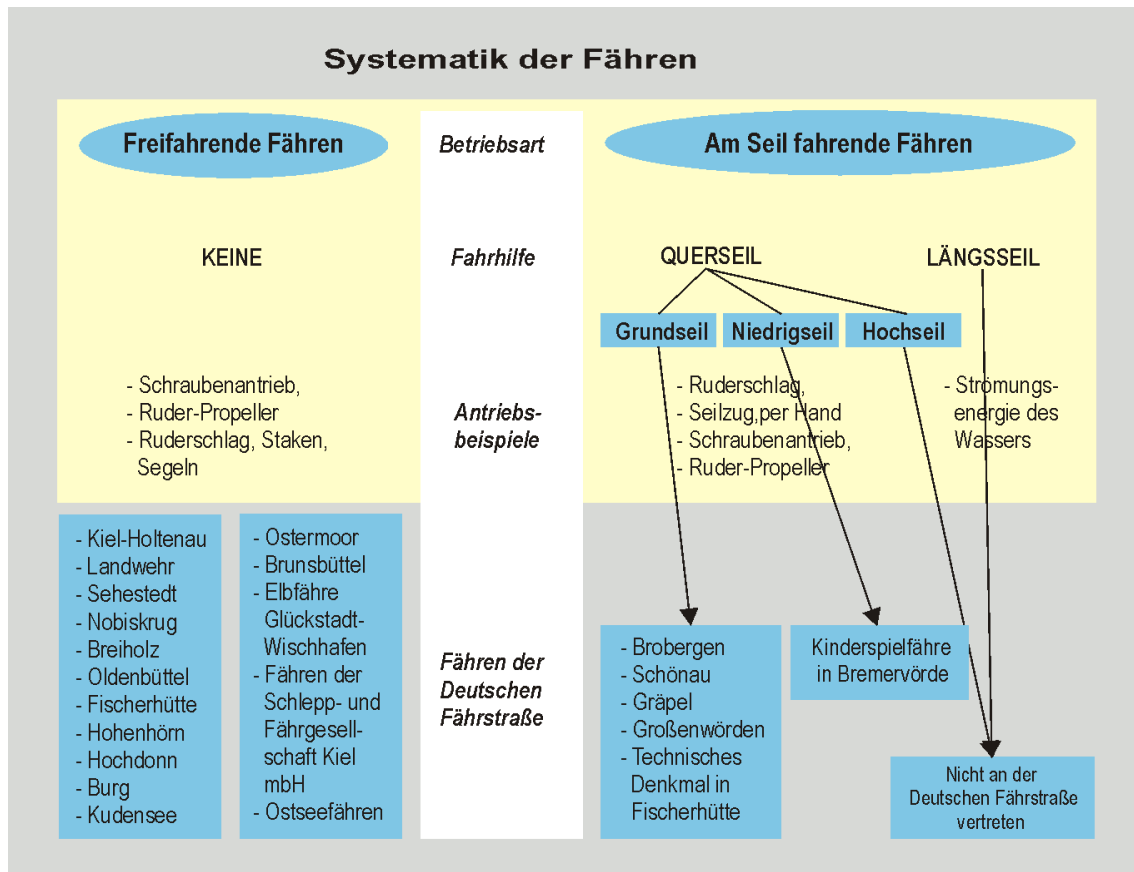 Systematik der Fähren
Freifahrende Fähren
Betriebsart
Am Seil fahrende Fähren
KEINE
Fahrhilfe
QUERSEIL
LÄNGSSEIL
Grundseil
Niedrigseil
Hochseil
- Schraubenantrieb,
- Ruder-Propeller
- Ruderschlag, Staken,
Segeln
Antriebs-
beispiele
- Ruderschlag,
- Seilzug,per Hand
- Schraubenantrieb,
- Ruder-Propeller
- Strömungs-
energie des
Wassers
- Kiel-Holtenau
- Landwehr
- Sehestedt
- Nobiskrug
- Breiholz
- Oldenbüttel
- Fischerhütte
- Hohenhörn
- Hochdonn
- Burg
- Kudensee
- Ostermoor
- Brunsbüttel
- Elbfähre
Glückstadt-
Wischhafen
- Fähren der
Schlepp- und
Fährgesell-
schaft Kiel
mbH
- Ostseefähren
Fähren der
Deutschen
Fährstraße
- Brobergen
- Schönau
- Gräpel
- Großenwörden
- Technisches
Denkmal in
Fischerhütte
Kinderspielfähre
in Bremervörde
Nicht an der
Deutschen Fährstraße
vertreten